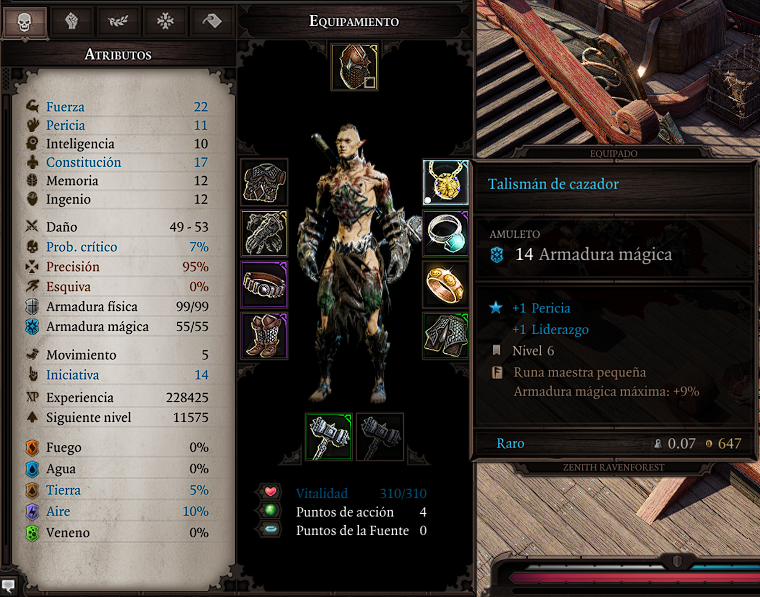 Atributos
Fuerza 22
Pericia 11
Inteligencia 10
Constitución 17
Memoria 12
Ingenio 12
Daño 49 - 53
Prob. crítico 7%
Precisión 95%
Esquiva 0%
Armadura física 99/99
Armadura mágica 55/55
Movimiento 5
Iniciativa 14
XP Experiencia 228425
Siguiente nivel 11575
Fuego 0%
Agua 0%
Tierra 5%
Aire 10%
Veneno 0%
Equipamiento
Vitalidad 310/310
Puntos de acción 4
Puntos de la Fuente 0
EQUIPADO
Talismán de cazador
AMULETO
14 Armadura mágica
+1 Pericia
+1 Liderazgo
Nivel 6
Runa maestra pequeña
Armadura mágica máxima: +9%
Raro 0.07 647
ZENITH RAVENFOREST